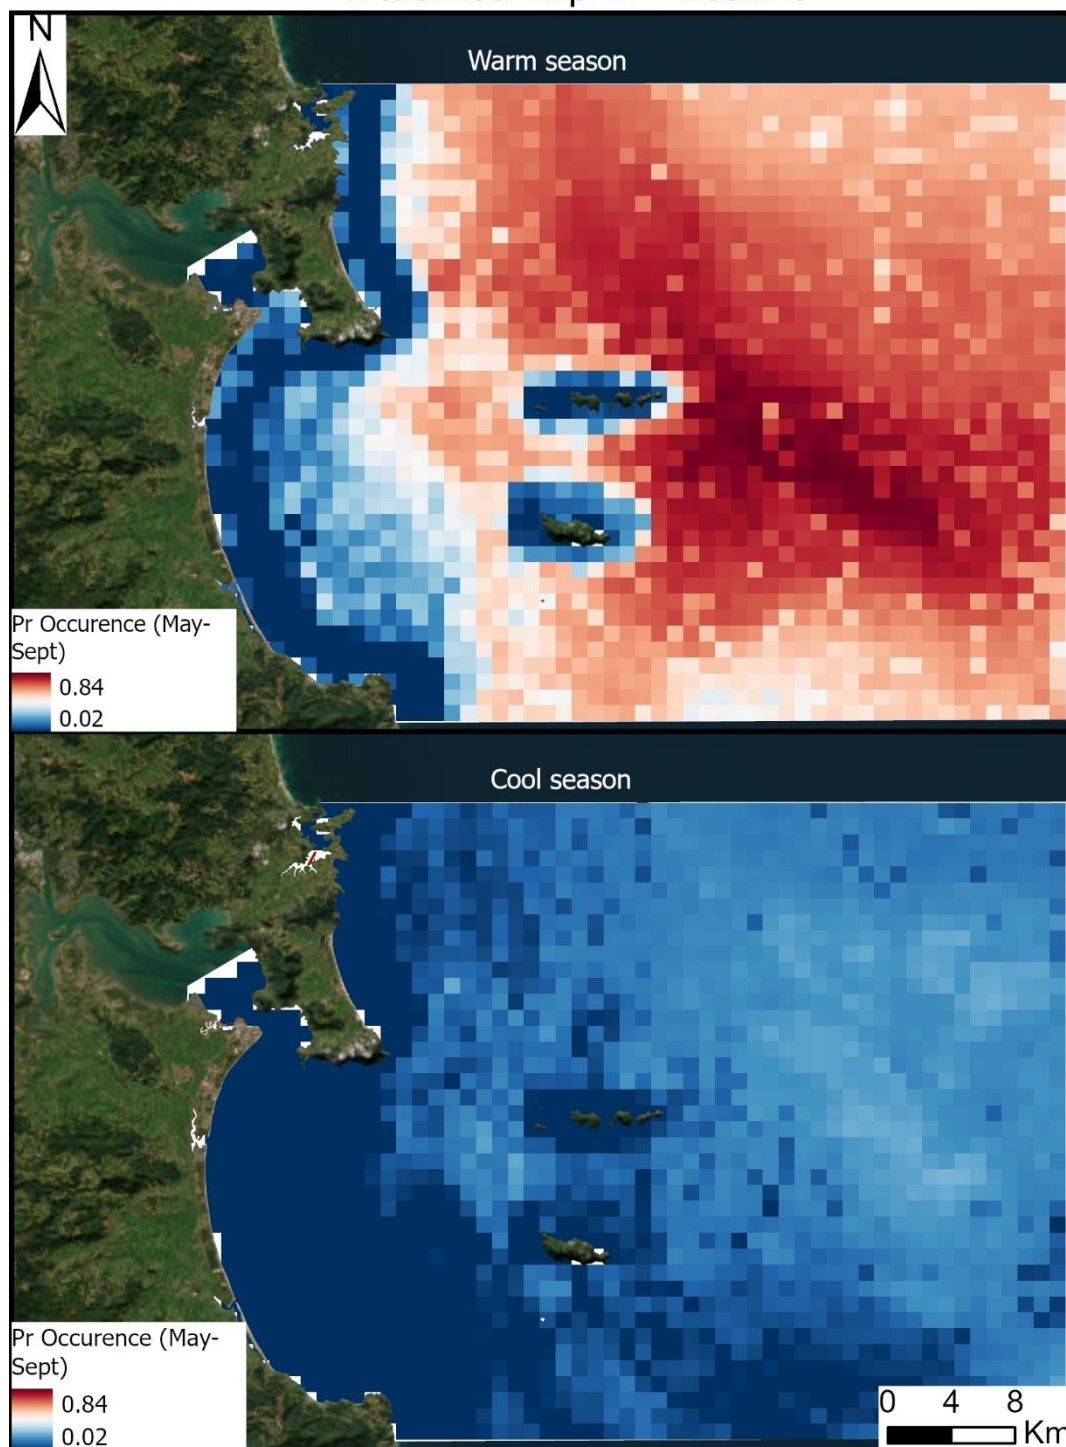 N
Warm season
Pr Occurence (May-
Sept)
0.84
0.02
Cool season
Pr Occurence (May-
Sept)
0.84
0.02
0 4 8
Km